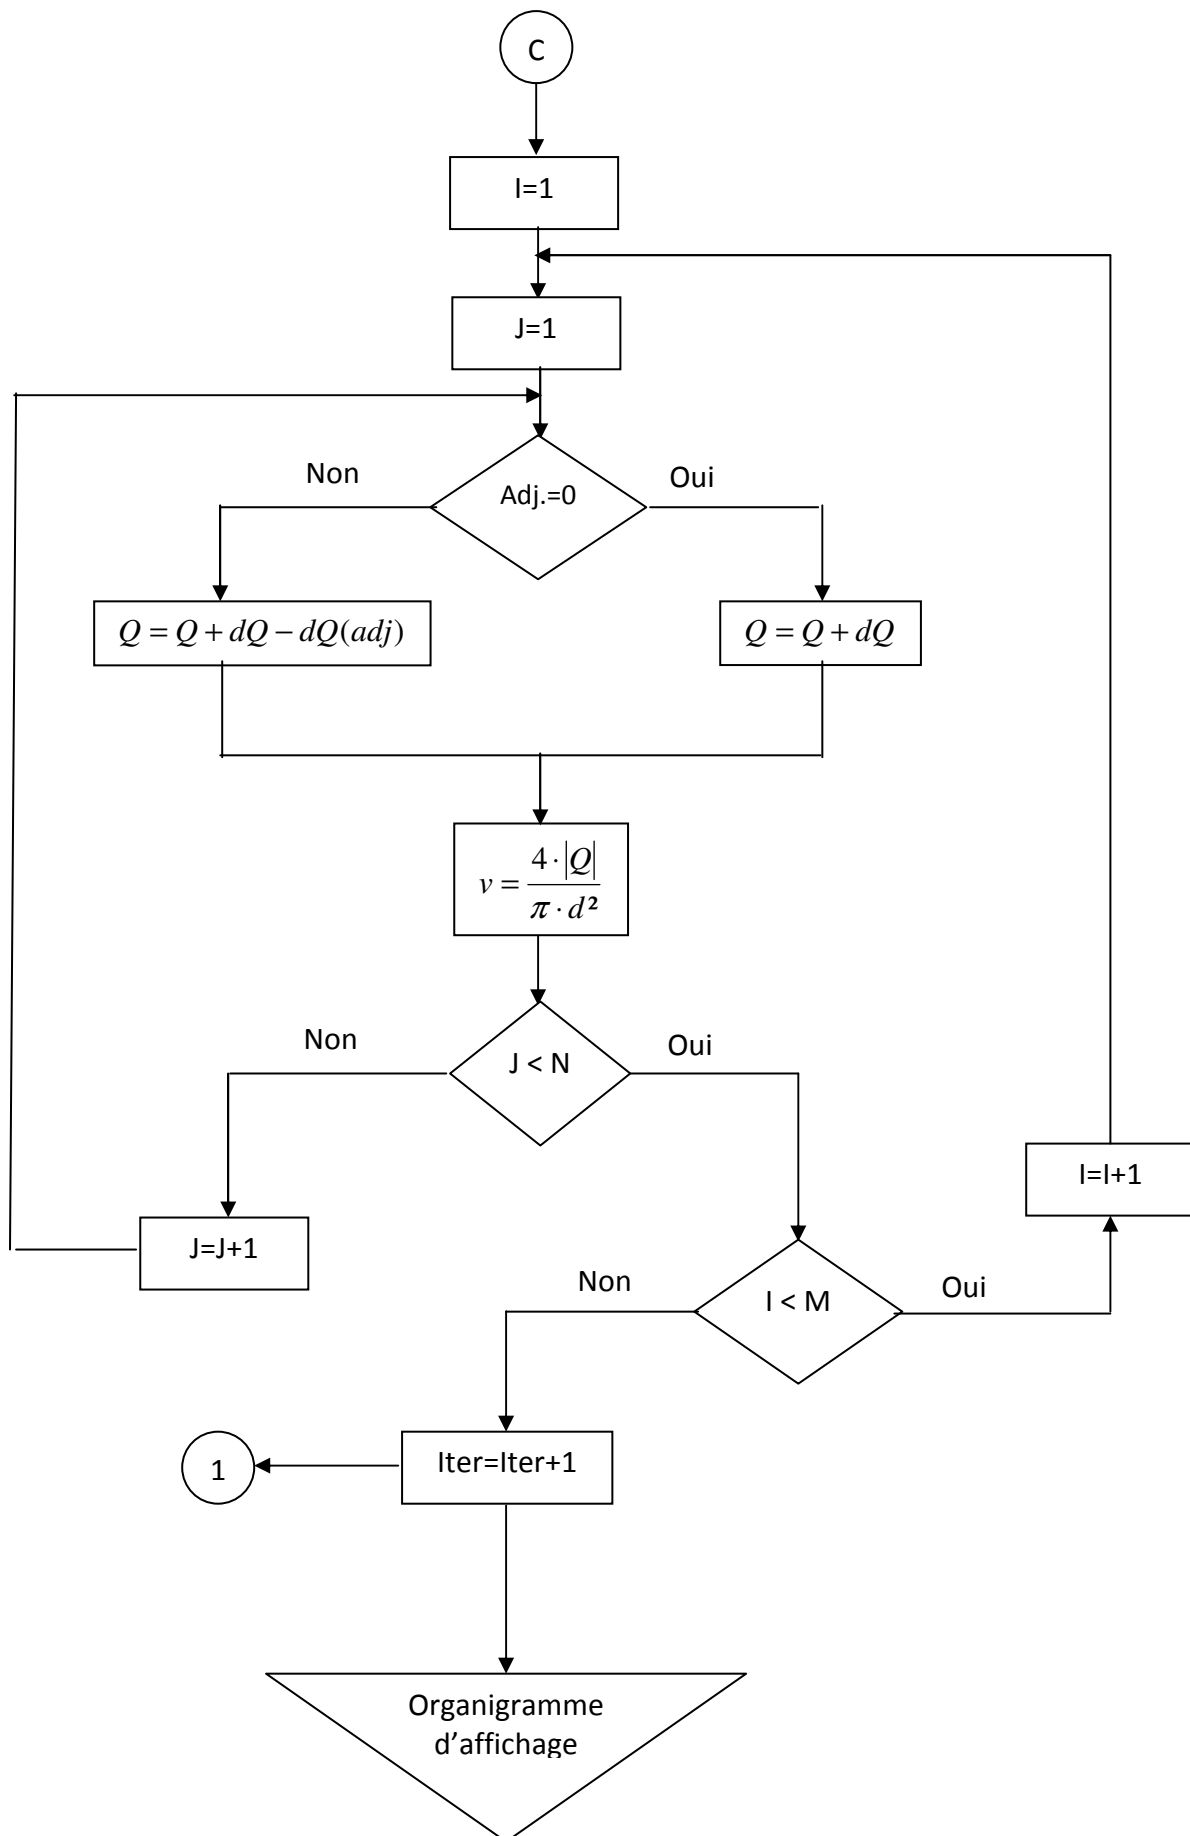 C
I=1
J=1
Non
Adj.=0
Oui
Q = Q + dQ − dQ(adj)
Q = Q + dQ
v = 4 · |Q| / π · d²
Non
J < N
Oui
I=I+1
J=J+1
Non
I < M
Oui
1
Iter=Iter+1
Organigramme
d’affichage